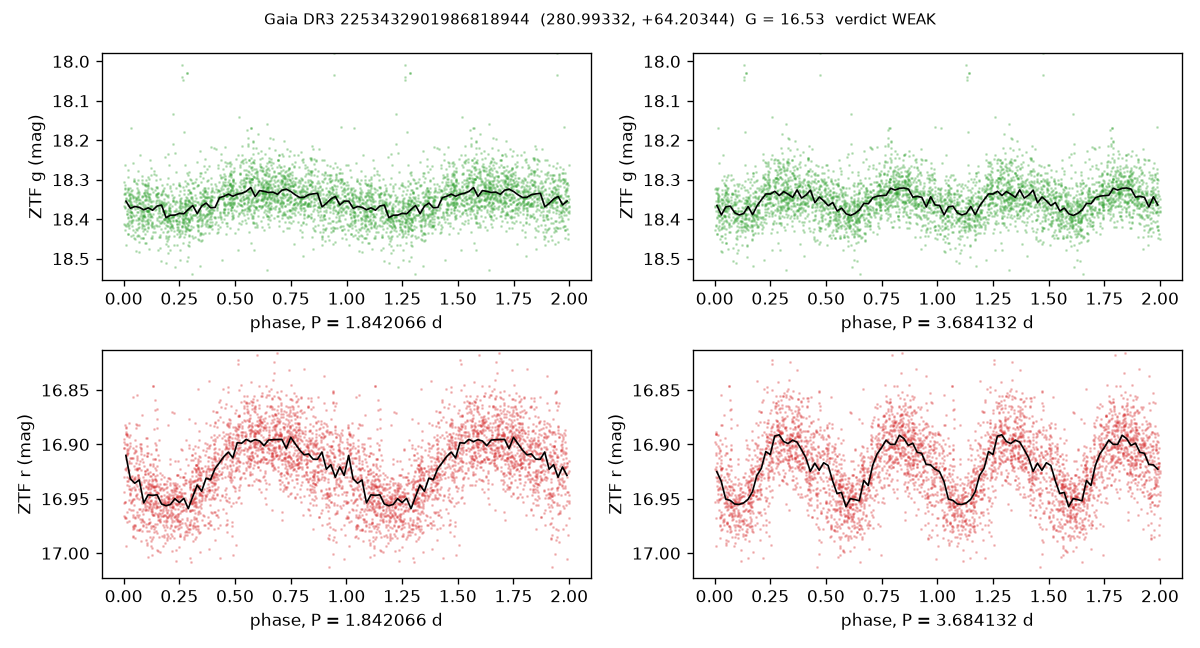 Gaia DR3 2253432901986818944 (280.99332, +64.20344) G = 16.53 verdict WEAK
ZTF g (mag)
18.0
18.1
18.2
18.3
18.4
18.5
0.00 0.25 0.50 0.75 1.00 1.25 1.50 1.75 2.00
phase, P = 1.842066 d
ZTF g (mag)
18.0
18.1
18.2
18.3
18.4
18.5
0.00 0.25 0.50 0.75 1.00 1.25 1.50 1.75 2.00
phase, P = 3.684132 d
ZTF r (mag)
16.85
16.90
16.95
17.00
0.00 0.25 0.50 0.75 1.00 1.25 1.50 1.75 2.00
phase, P = 1.842066 d
ZTF r (mag)
16.85
16.90
16.95
17.00
0.00 0.25 0.50 0.75 1.00 1.25 1.50 1.75 2.00
phase, P = 3.684132 d